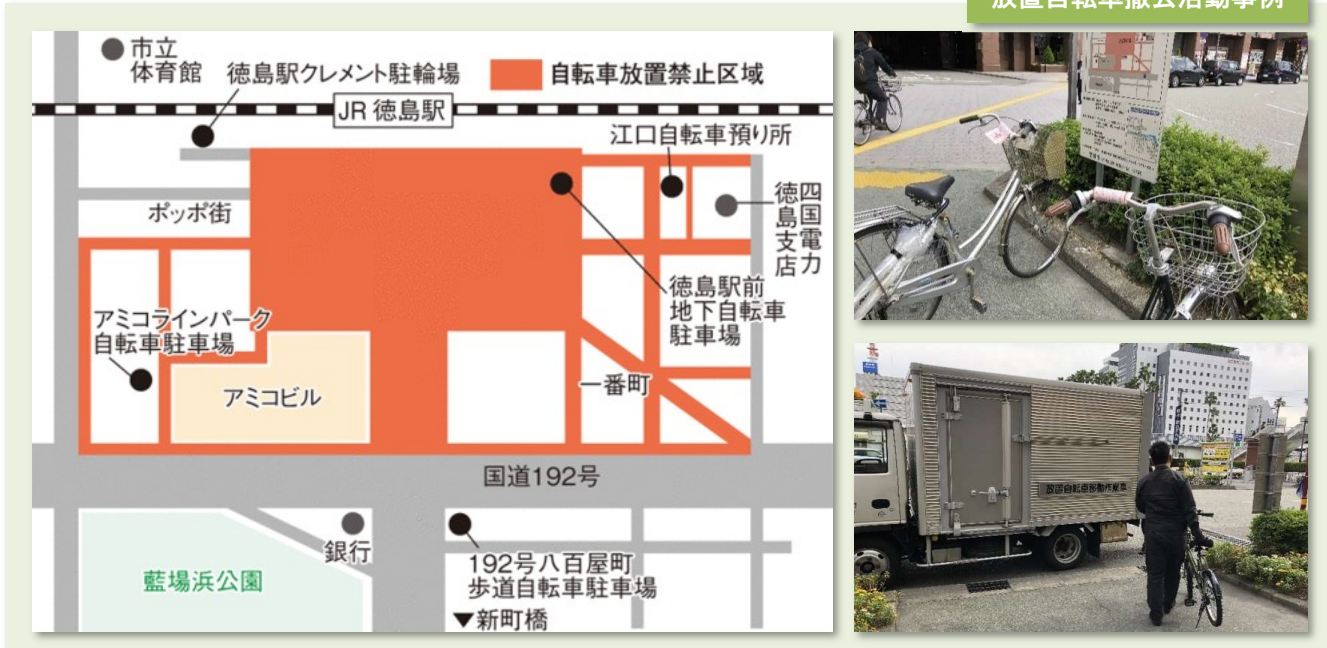 放置自転車撤去活動事例
市立
体育館
徳島駅クレメント駐輪場
自転車放置禁止区域
JR 徳島駅
江口自転車預り所
ポッポ街
四国電力
徳島支店
徳島駅前
地下自転車
駐車場
アミコラインパーク
自転車駐車場
アミコビル
一番町
国道192号
銀行
192号八百屋町
歩道自転車駐車場
藍場浜公園
▼新町橋
放置自転車移動作業車